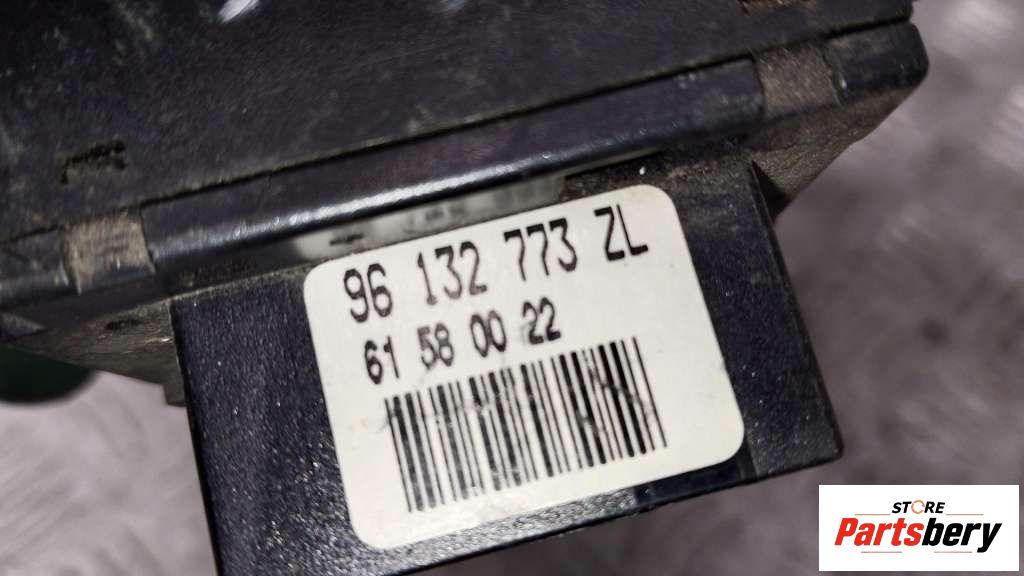 96 132 773 ZL
61 58 00 22
STORE
Partsbery